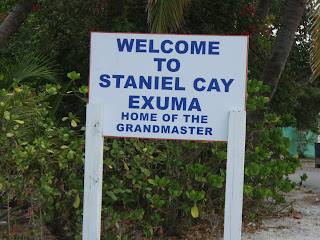 WELCOME
TO
STANIEL CAY
EXUMA
HOME OF THE
GRANDMASTER